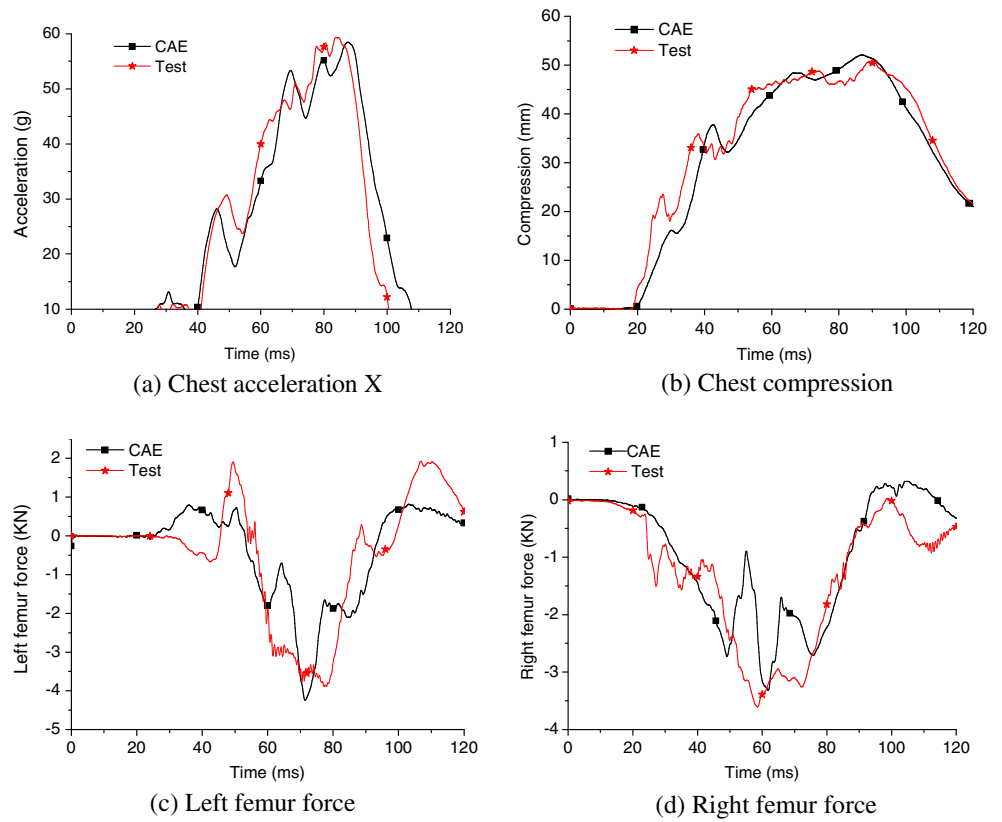 CAE
Test
60
50
40
30
20
10
0 20 40 60 80 100 120
Acceleration (g)
Time (ms)
(a) Chest acceleration X
CAE
Test
60
50
40
30
20
10
0
0 20 40 60 80 100 120
Compression (mm)
Time (ms)
(b) Chest compression
CAE
Test
2
1
0
-1
-2
-3
-4
-5
0 20 40 60 80 100 120
Left femur force (KN)
Time (ms)
(c) Left femur force
CAE
Test
1
0
-1
-2
-3
-4
0 20 40 60 80 100 120
Right femur force (KN)
Time (ms)
(d) Right femur force